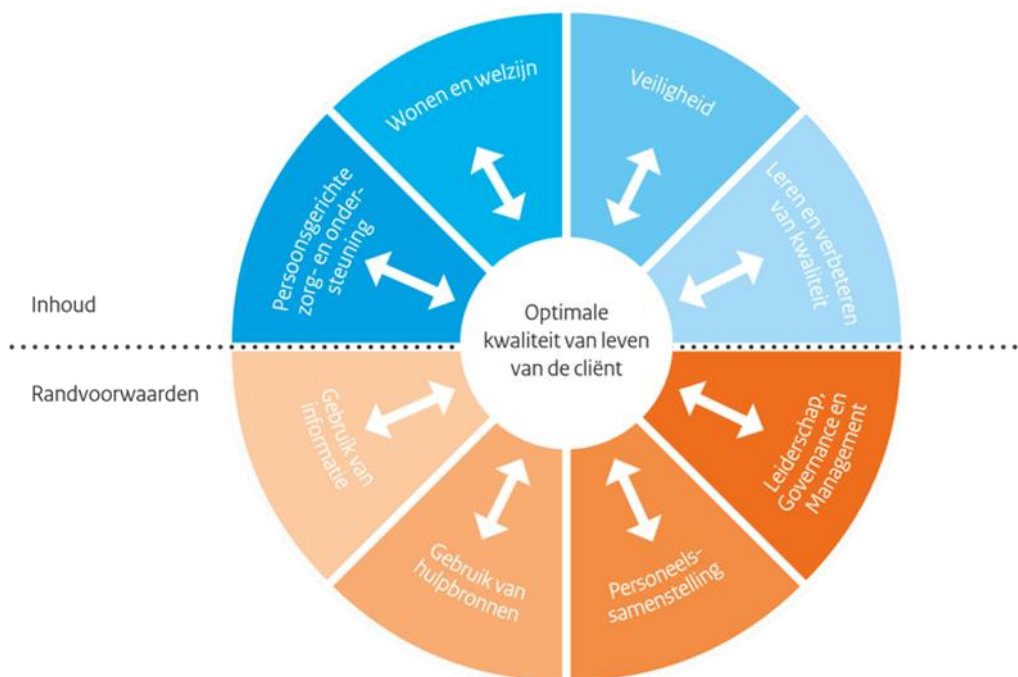 Wonen en welzijn
Veiligheid
Persoonsgerichte
zorg- en onder-
steuning
Leren en verbeteren
van kwaliteit
Inhoud
Optimale
kwaliteit van leven
van de cliënt
Randvoorwaarden
Gebruik van
informatie
Leiderschap,
Governance en
Management
Gebruik van
hulpbronnen
Personeels-
samenstelling